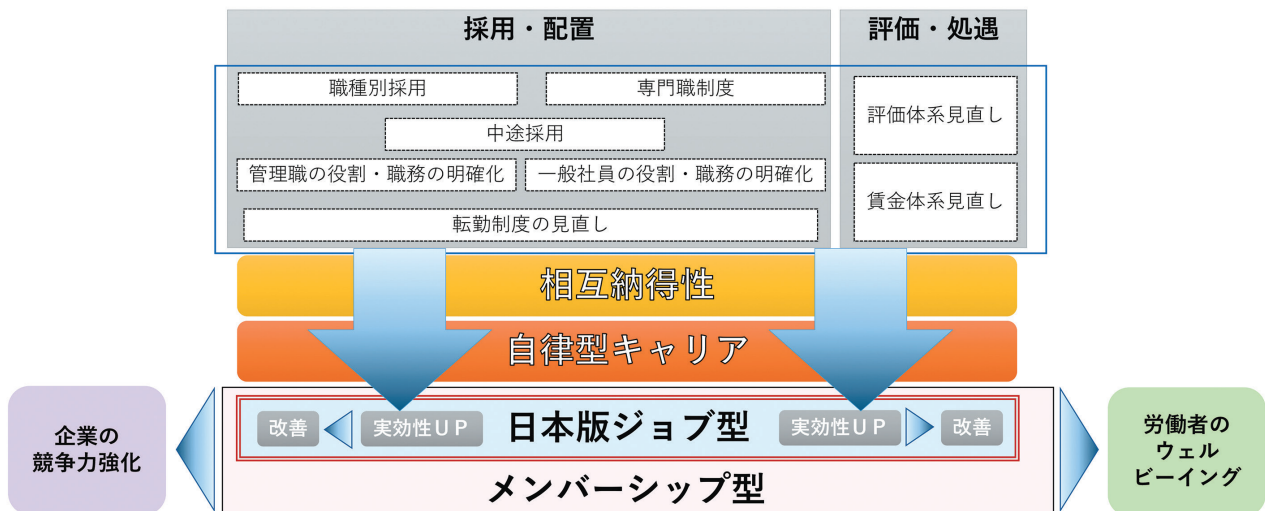 採用・配置
評価・処遇
職種別採用
専門職制度
中途採用
管理職の役割・職務の明確化
一般社員の役割・職務の明確化
転勤制度の見直し
評価体系見直し
賃金体系見直し
相互納得性
自律型キャリア
企業の
競争力強化
改善
実効性UP
日本版ジョブ型
実効性UP
改善
メンバーシップ型
労働者の
ウェル
ビーイング